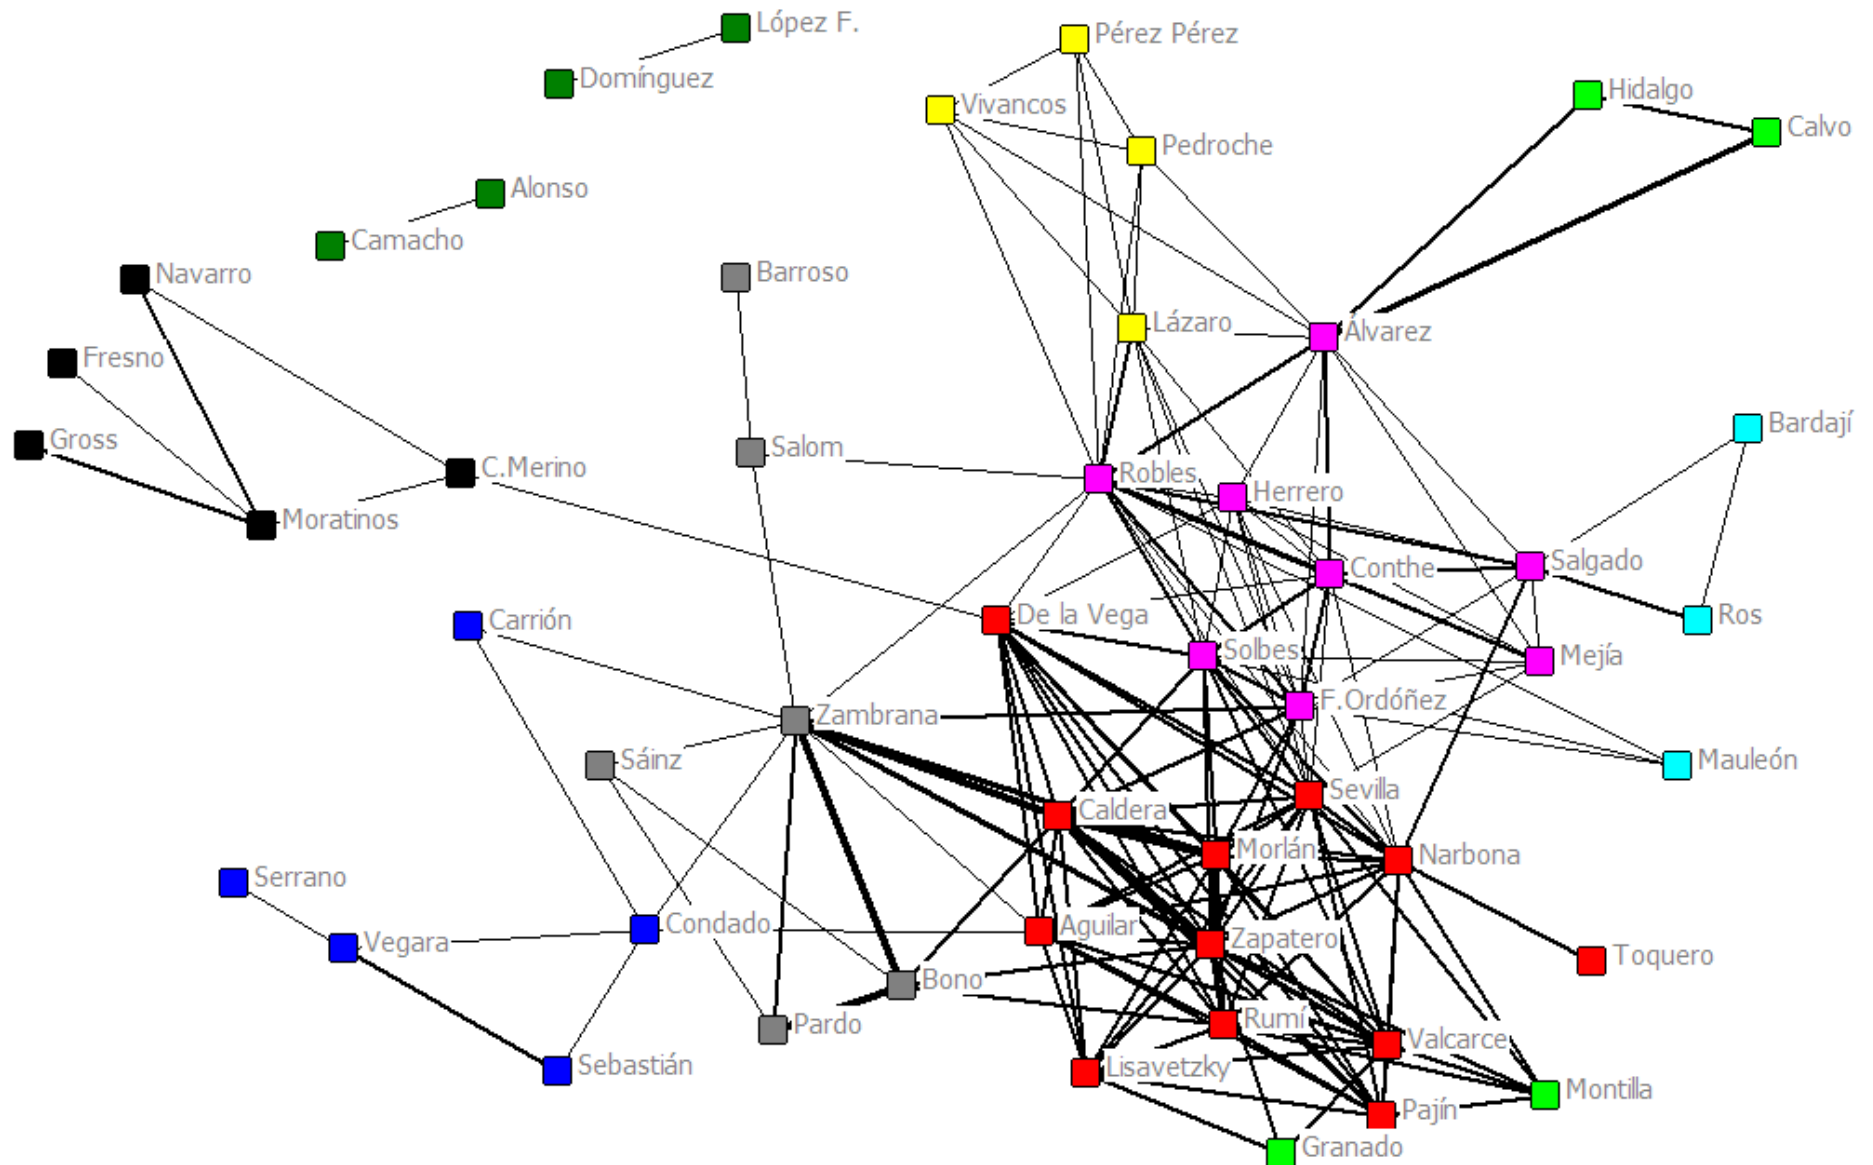 López F.
Pérez Pérez
Domínguez
Hidalgo
Vivancos
Calvo
Pedroche
Alonso
Camacho
Navarro
Barroso
Lázaro
Álvarez
Fresno
Bardají
Gross
Salom
C.Merino
Robles
Herrero
Moratinos
Conthe
Salgado
De la Vega
Ros
Carrión
Solbes
Mejía
F.Ordóñez
Zambrana
Sáinz
Mauleón
Sevilla
Caldera
Morlán
Narbona
Serrano
Condado
Aguilar
Zapatero
Vegara
Toquero
Bono
Pardo
Rumí
Valcarce
Sebastián
Lisavetzky
Montilla
Pajín
Granado